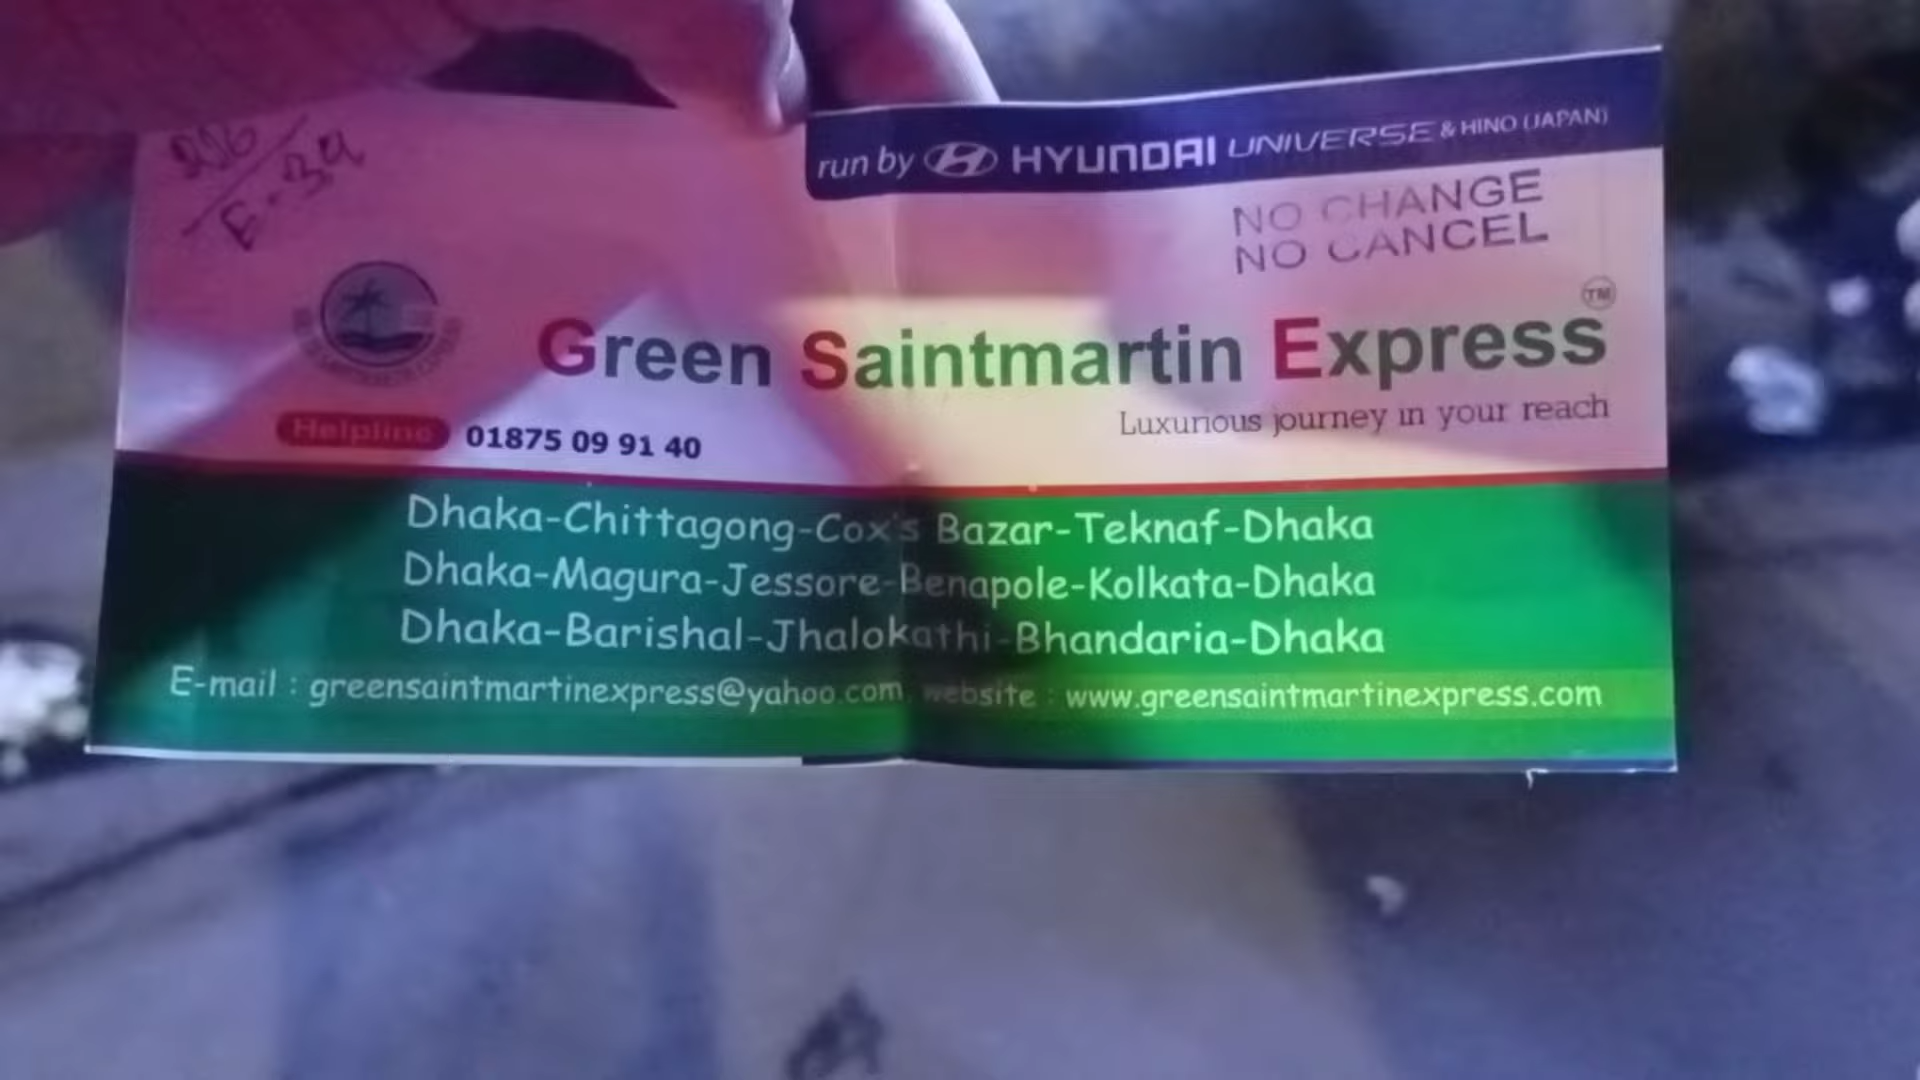 run by HYUNDAI UNIVERSE & HINO (JAPAN)
NO CHANGE
NO CANCEL
TM
Green Saintmartin Express
Luxurious journey in your reach
Helpline 01875 09 91 40
Dhaka-Chittagong-Cox's Bazar-Teknaf-Dhaka
Dhaka-Magura-Jessore-Benapole-Kolkata-Dhaka
Dhaka-Barishal-Jhalokathi-Bhandaria-Dhaka
E-mail : greensaintmartinexpress@yahoo.com, website : www.greensaintmartinexpress.com